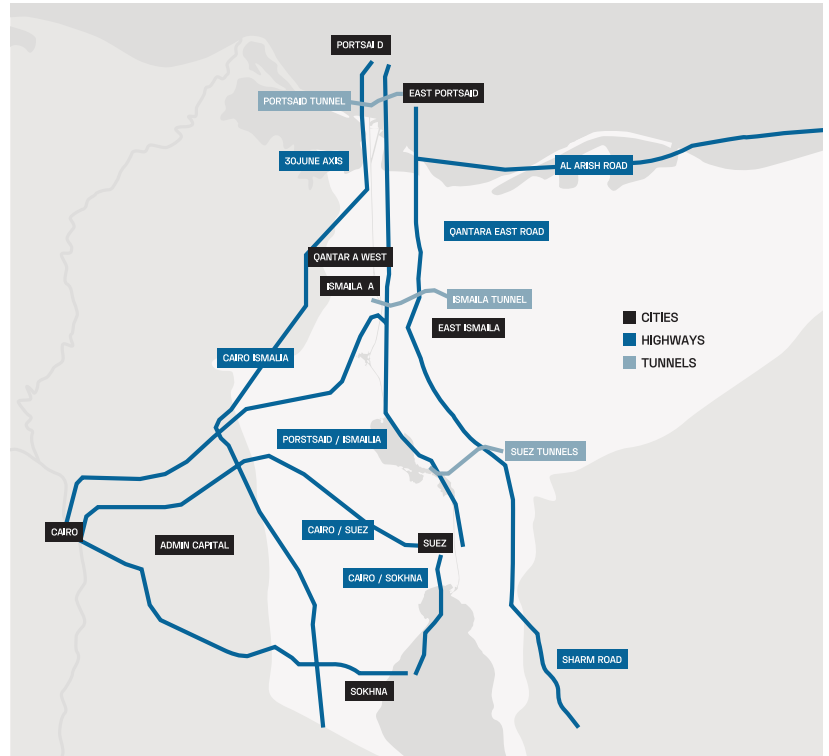 PORTSAI D
EAST PORTSAID
PORTSAID TUNNEL
30JUNE AXIS
AL ARISH ROAD
QANTARA EAST ROAD
QANTAR A WEST
ISMAILA A
ISMAILA TUNNEL
EAST ISMAILA
CITIES
HIGHWAYS
TUNNELS
CAIRO ISMALIA
PORSTSAID / ISMAILIA
SUEZ TUNNELS
CAIRO
ADMIN CAPITAL
CAIRO / SUEZ
SUEZ
CAIRO / SOKHNA
SHARM ROAD
SOKHNA